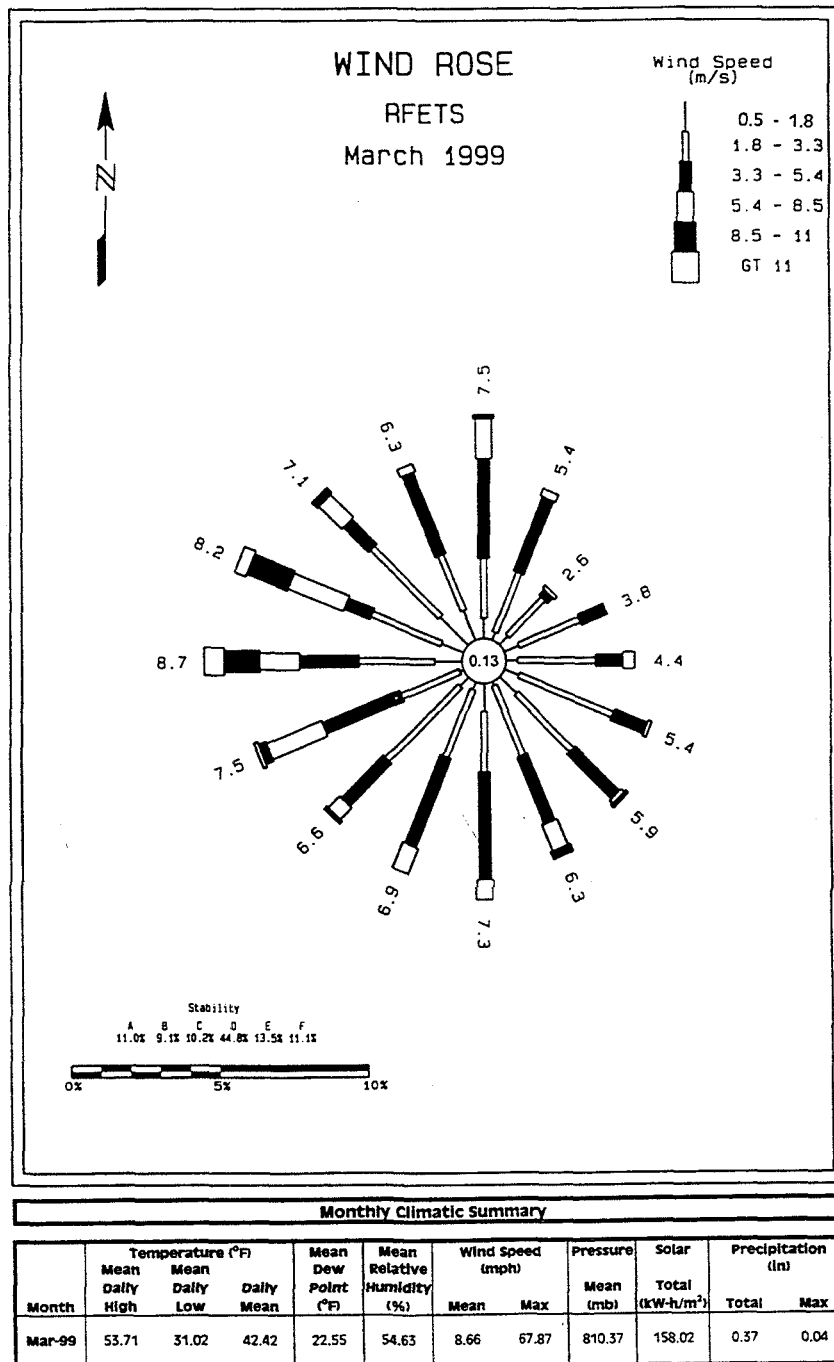 WIND ROSE
RFETS
March 1999
N
Wind Speed
(m/s)
0.5 - 1.8
1.8 - 3.3
3.3 - 5.4
5.4 - 8.5
8.5 - 11
GT 11
7.5
5.4
2.6
3.8
4.4
5.4
5.9
6.3
7.3
6.9
6.6
7.5
8.7
8.2
7.1
6.3
0.13
Stability
A B C D E F
11.0% 9.1% 10.2% 44.8% 13.5% 11.1%
0% 5% 10%
Monthly Climatic Summary
Temperature (°F) Mean Mean Wind Speed Pressure Solar Precipitation
Mean Mean Dew Relative (mph) (in)
Daily Daily Daily Point Humidity Mean Total
Month High Low Mean (°F) (%) Mean Max (mb) (kW-h/m²) Total Max
Mar-99 53.71 31.02 42.42 22.55 54.63 8.66 67.87 810.37 158.02 0.37 0.04